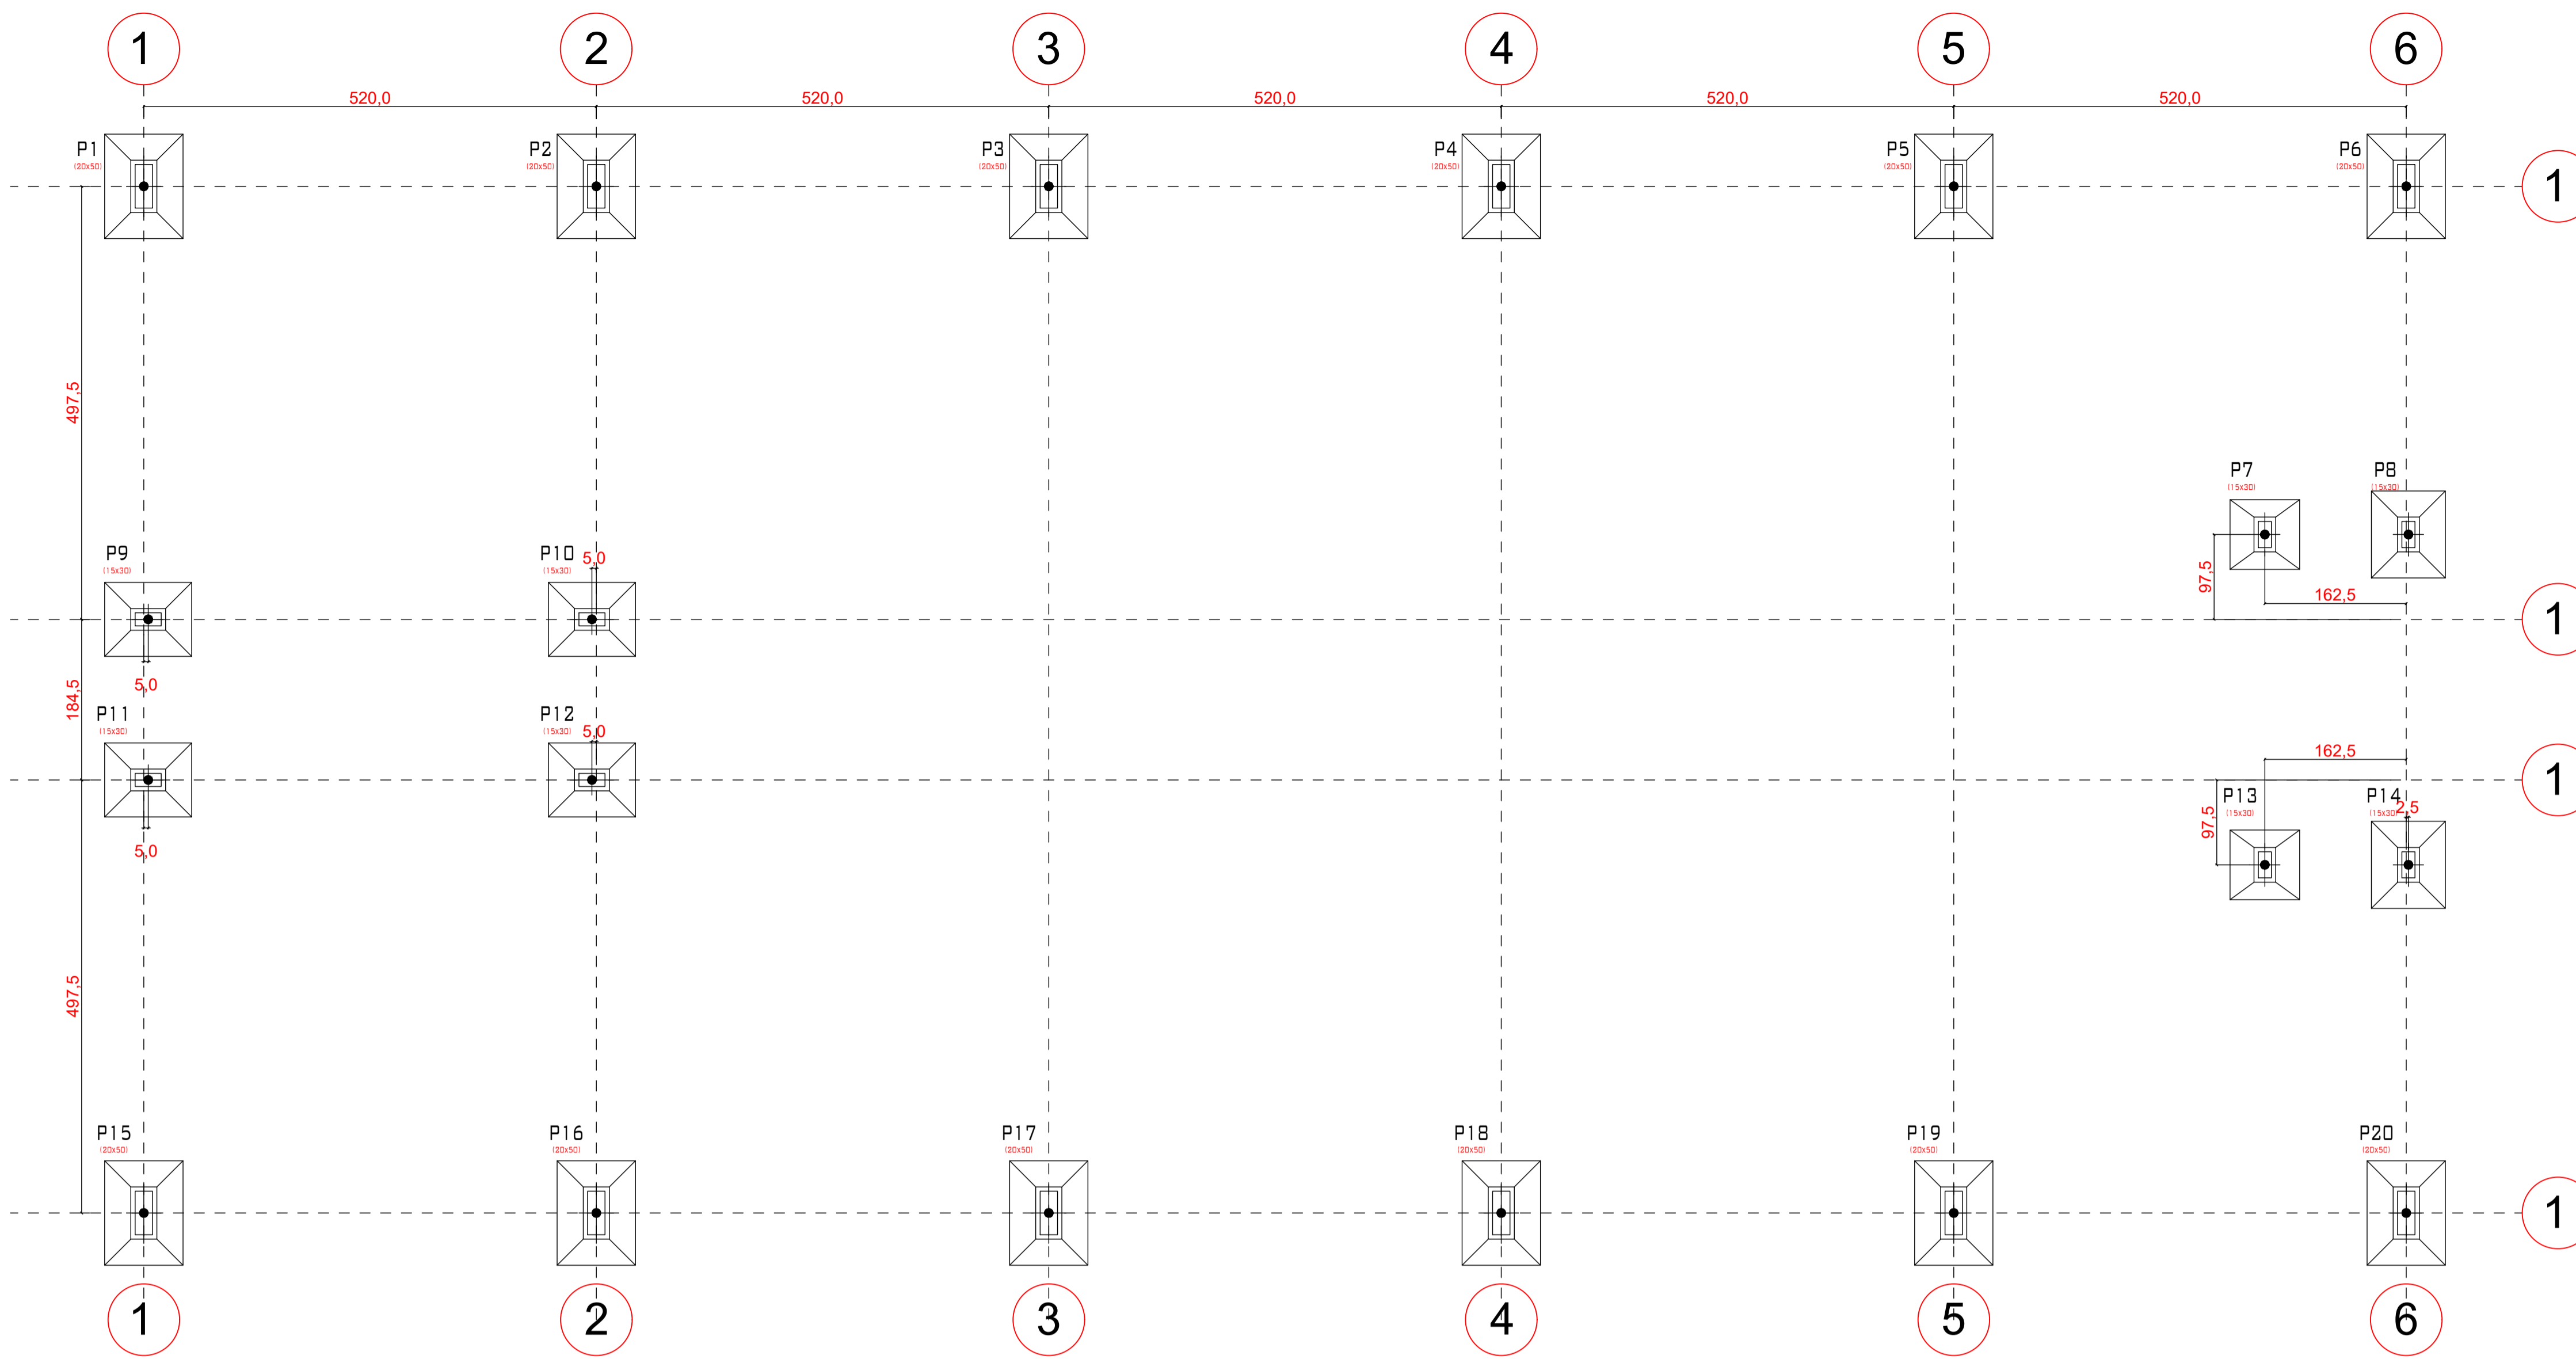 1 2 3 4 5 6
520,0 520,0 520,0 520,0 520,0
P1 P2 P3 P4 P5 P6
(20x50) (20x50) (20x50) (20x50) (20x50) (20x50)
1
497,5
P7 P8
(15x30) (15x30)
P9 P10
5,0
(15x30) (15x30)
97,5
162,5
1
5,0
184,5
P11 P12
(15x30) (15x30)
5,0
162,5
1
P13 P14
(15x30) (15x30)
2,5
97,5
5,0
497,5
P15 P16 P17 P18 P19 P20
(20x50) (20x50) (20x50) (20x50) (20x50) (20x50)
1
1 2 3 4 5 6